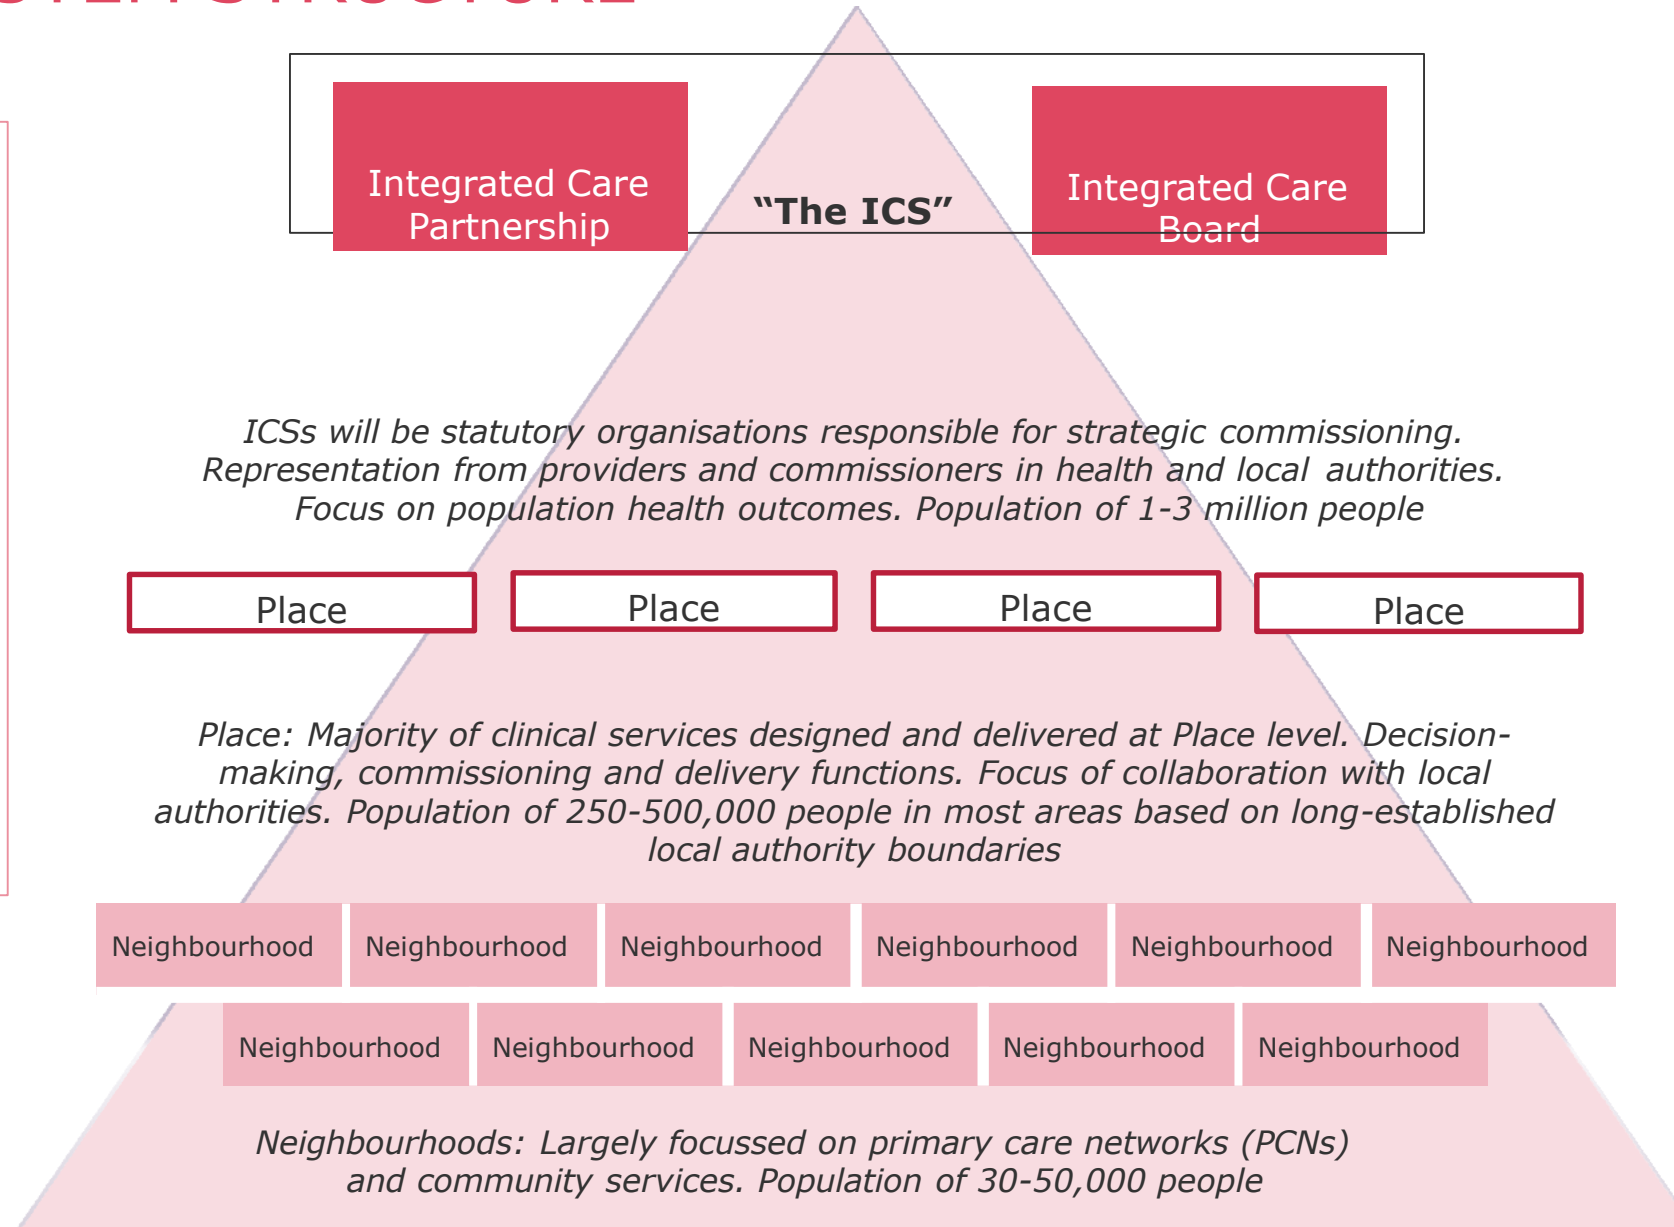 STRUCTURE
Integrated Care
Partnership
“The ICS”
Integrated Care
Board
ICSs will be statutory organisations responsible for strategic commissioning.
Representation from providers and commissioners in health and local authorities.
Focus on population health outcomes. Population of 1-3 million people
Place
Place
Place
Place
Place: Majority of clinical services designed and delivered at Place level. Decision-
making, commissioning and delivery functions. Focus of collaboration with local
authorities. Population of 250-500,000 people in most areas based on long-established
local authority boundaries
Neighbourhood
Neighbourhood
Neighbourhood
Neighbourhood
Neighbourhood
Neighbourhood
Neighbourhood
Neighbourhood
Neighbourhood
Neighbourhood
Neighbourhood
Neighbourhoods: Largely focussed on primary care networks (PCNs)
and community services. Population of 30-50,000 people